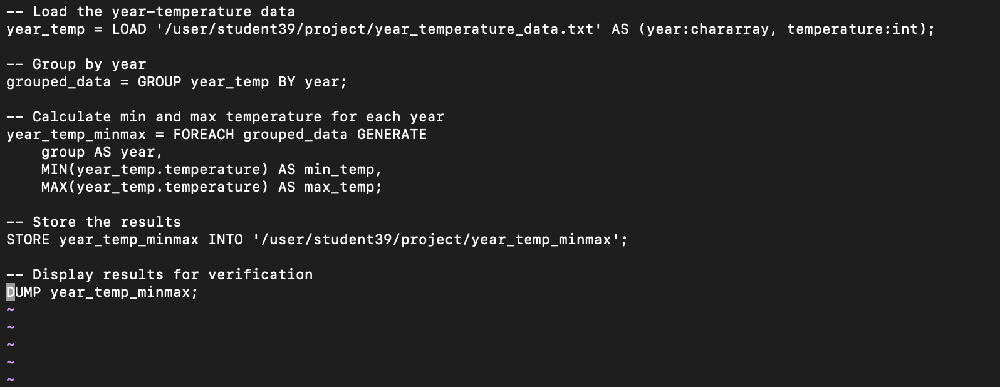 -- Load the year-temperature data
year_temp = LOAD '/user/student39/project/year_temperature_data.txt' AS (year:chararray, temperature:int);
-- Group by year
grouped_data = GROUP year_temp BY year;
-- Calculate min and max temperature for each year
year_temp_minmax = FOREACH grouped_data GENERATE
    group AS year,
    MIN(year_temp.temperature) AS min_temp,
    MAX(year_temp.temperature) AS max_temp;
-- Store the results
STORE year_temp_minmax INTO '/user/student39/project/year_temp_minmax';
-- Display results for verification
DUMP year_temp_minmax;
~
~
~
~
~